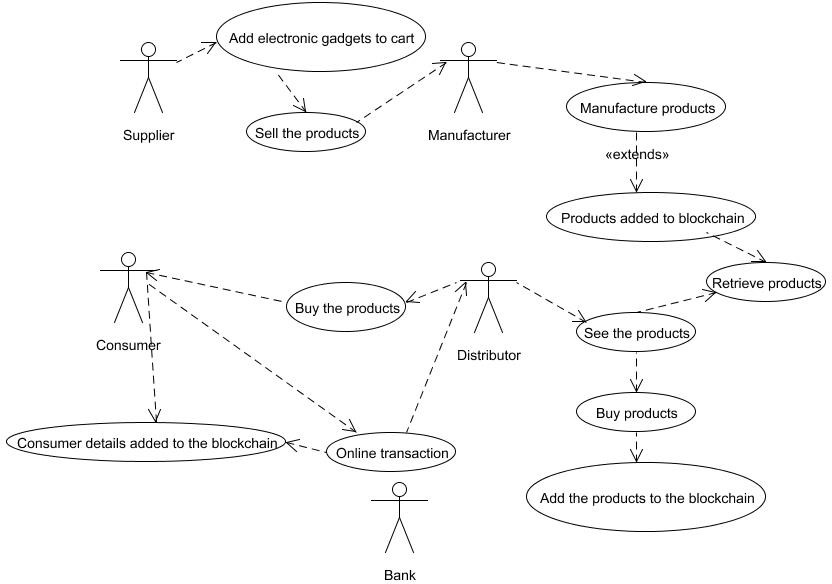 Add electronic gadgets to cart
Supplier
Sell the products
Manufacturer
Manufacture products
«extends»
Products added to blockchain
Retrieve products
Consumer
Buy the products
Distributor
See the products
Buy products
Consumer details added to the blockchain
Online transaction
Add the products to the blockchain
Bank